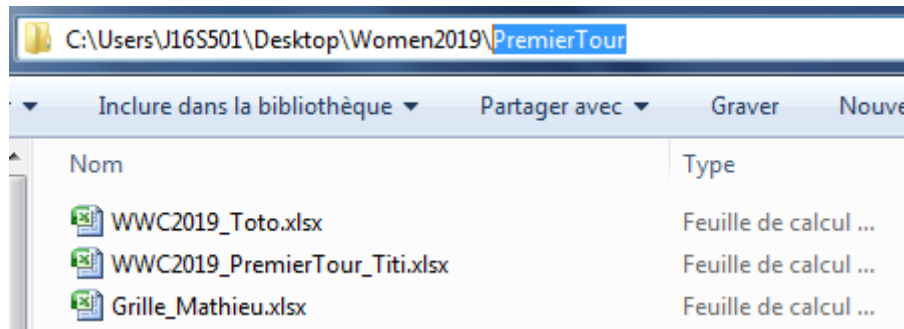 C:\Users\J16S501\Desktop\Women2019\PremierTour
Inclure dans la bibliothèque Partager avec Graver Nouve
Nom Type
WWC2019_Toto.xlsx Feuille de calcul ...
WWC2019_PremierTour_Titi.xlsx Feuille de calcul ...
Grille_Mathieu.xlsx Feuille de calcul ...